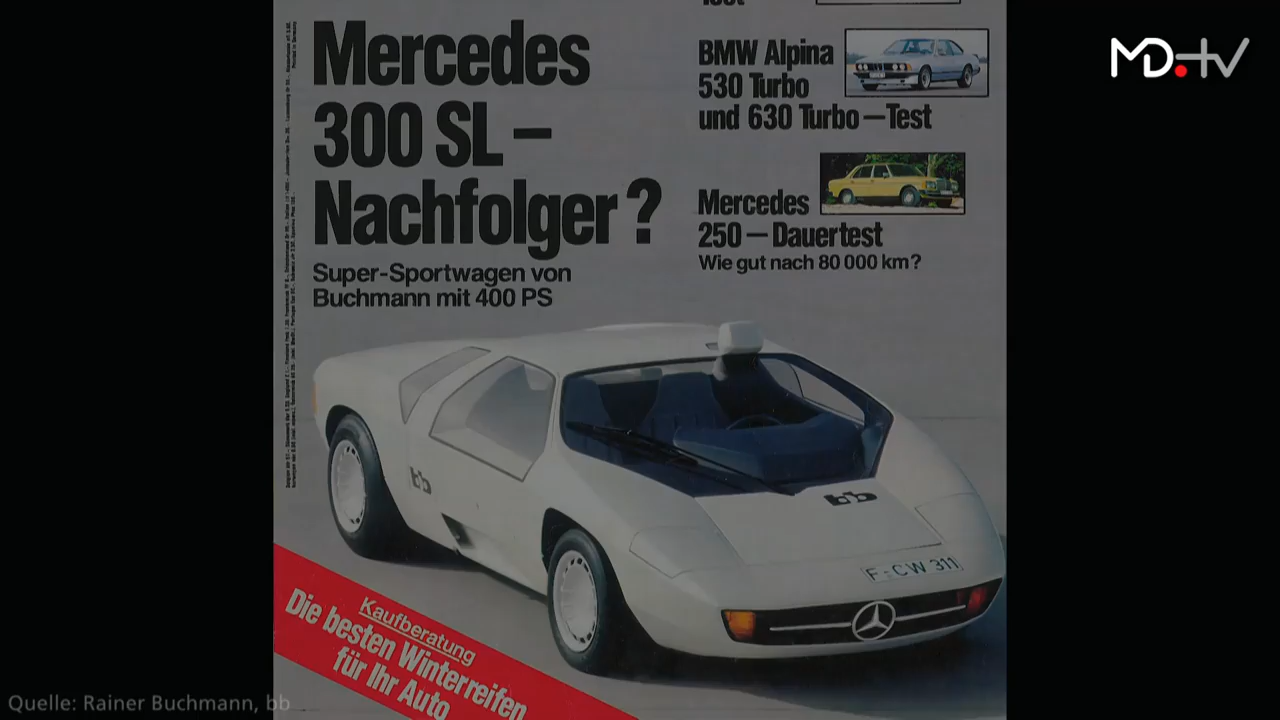 Mercedes
300 SL –
Nachfolger?
Super-Sportwagen von
Buchmann mit 400 PS
BMW Alpina
530 Turbo
und 630 Turbo – Test
Mercedes
250 – Dauertest
Wie gut nach 80 000 km?
MD.tv
bb
bb
F-CW 311
Kaufberatung
Die besten Winterreifen
für Ihr Auto
Quelle: Rainer Buchmann, bb